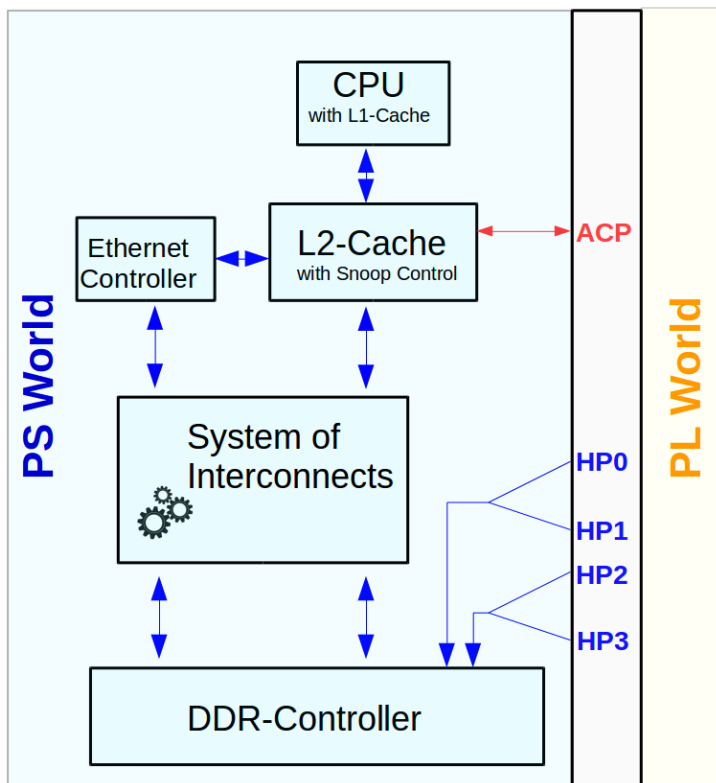 CPU
with L1-Cache
Ethernet
Controller
L2-Cache
with Snoop Control
ACP
PS World
PL World
System of
Interconnects
HP0
HP1
HP2
HP3
DDR-Controller